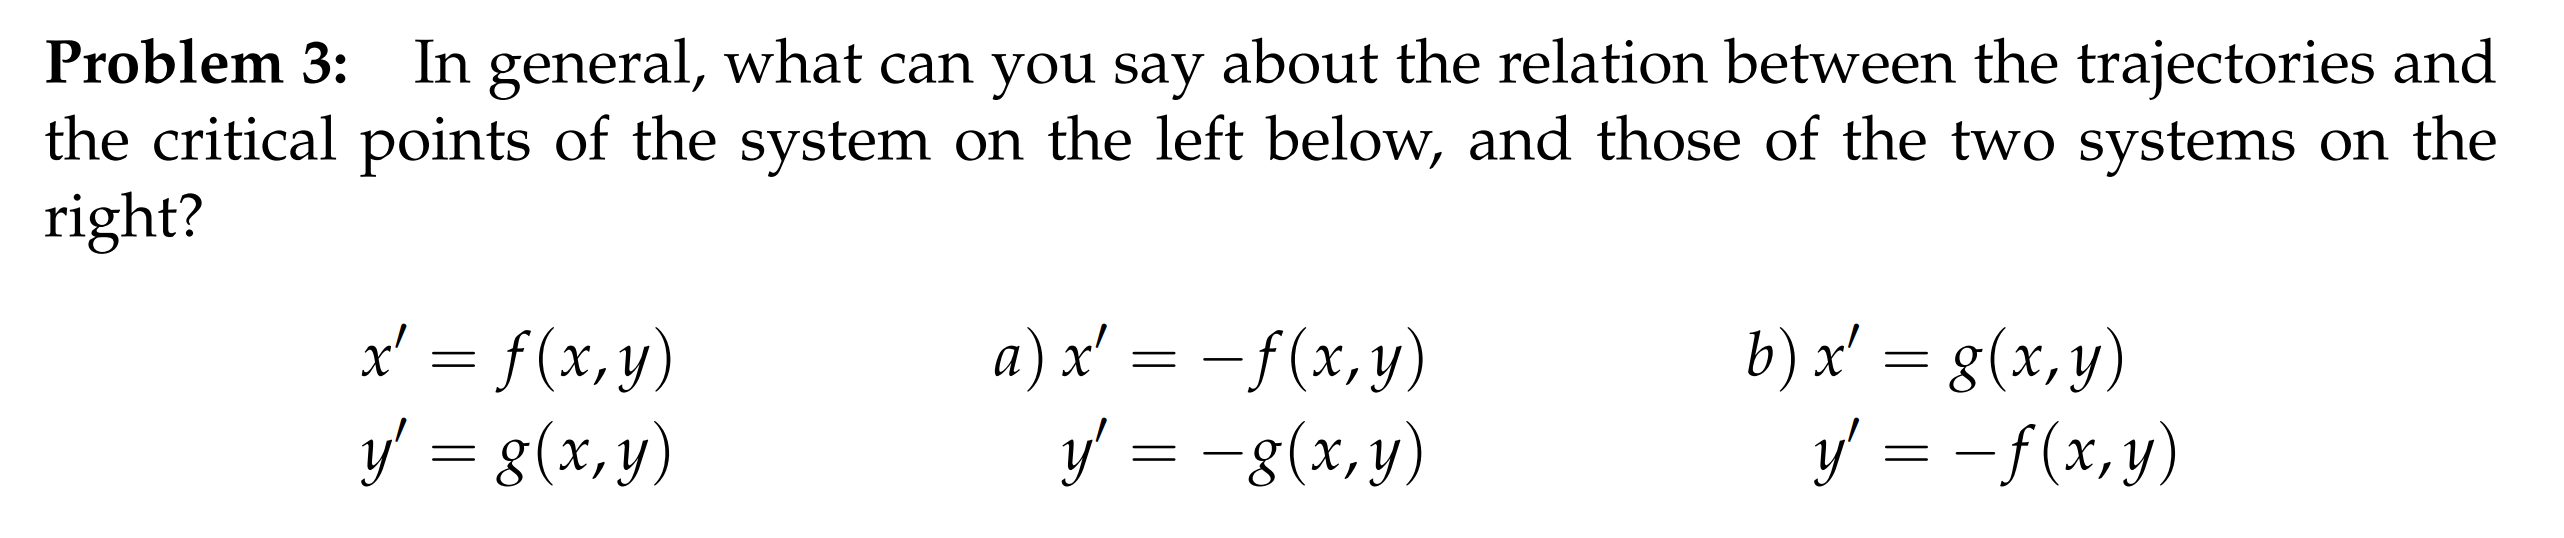 Problem 3: In general, what can you say about the relation between the trajectories and
the critical points of the system on the left below, and those of the two systems on the
right?
x′ = f(x, y) a) x′ = −f(x, y) b) x′ = g(x, y)
y′ = g(x, y) y′ = −g(x, y) y′ = −f(x, y)